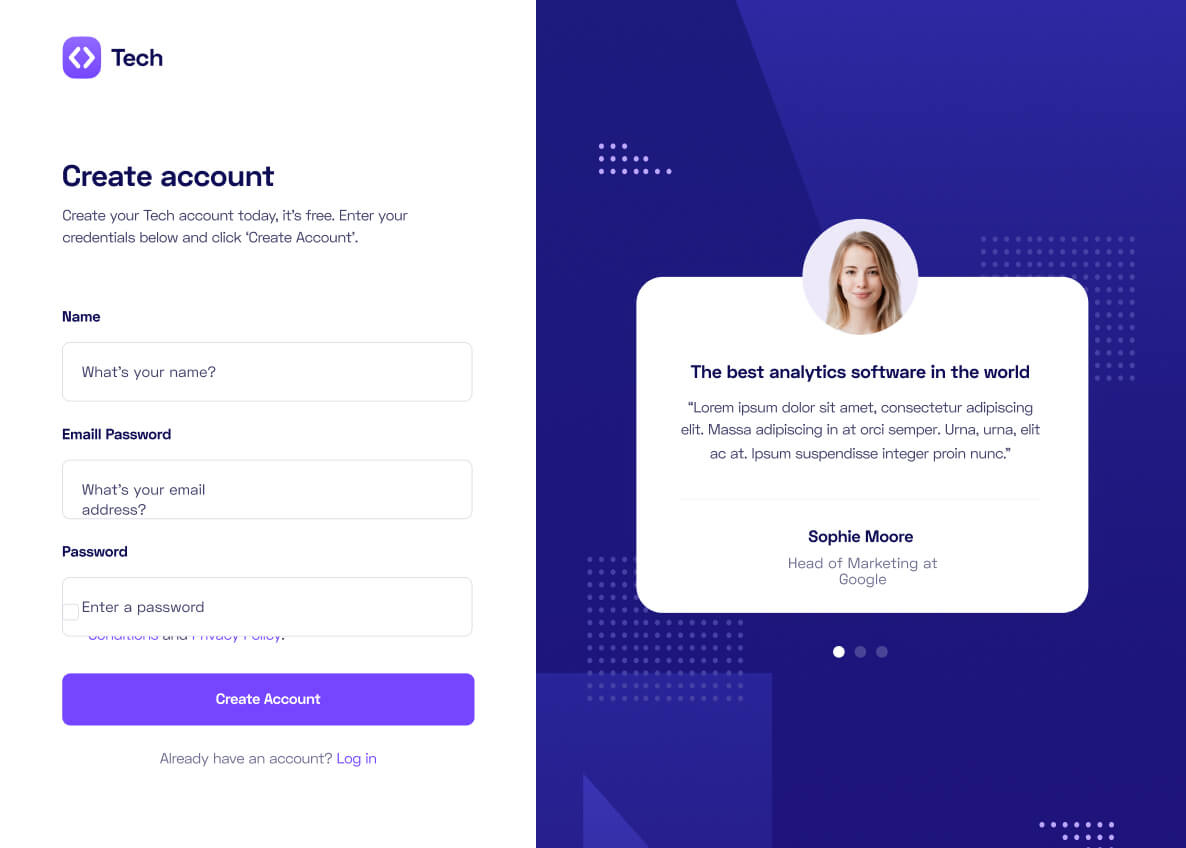 Tech
Create account
Create your Tech account today, it's free. Enter your
credentials below and click ‘Create Account’.
Name
What's your name?
Emaill Password
What's your email
address?
Password
Enter a password
Conditions and Privacy Policy.
Create Account
Already have an account? Log in
The best analytics software in the world
“Lorem ipsum dolor sit amet, consectetur adipiscing
elit. Massa adipiscing in at orci semper. Urna, urna, elit
ac at. Ipsum suspendisse integer proin nunc.”
Sophie Moore
Head of Marketing at
Google